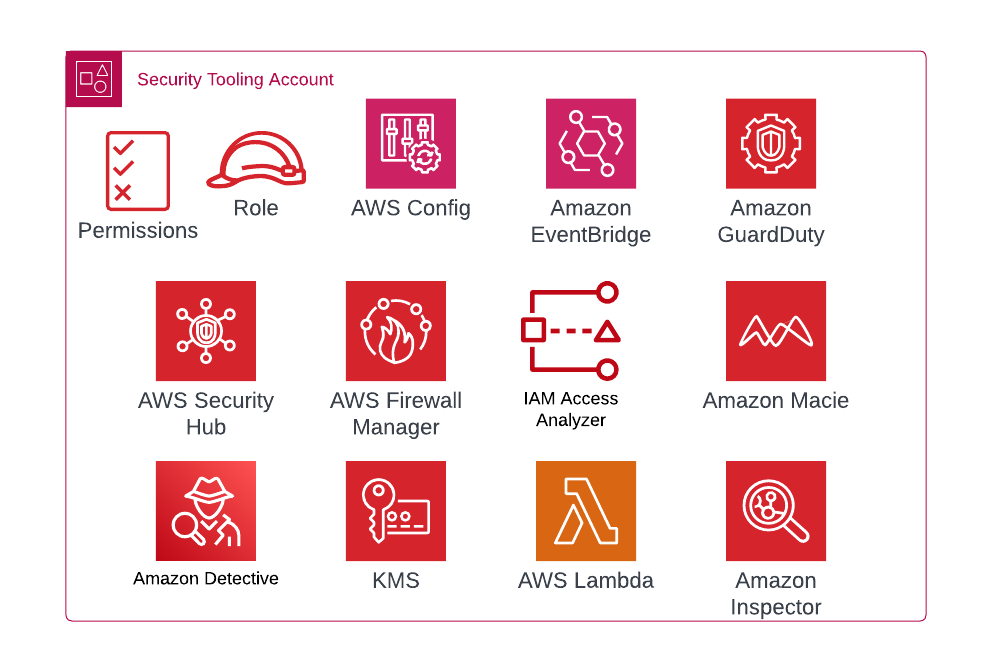 Security Tooling Account
Permissions
Role
AWS Config
Amazon
EventBridge
Amazon
GuardDuty
AWS Security
Hub
AWS Firewall
Manager
IAM Access
Analyzer
Amazon Macie
Amazon Detective
KMS
AWS Lambda
Amazon
Inspector